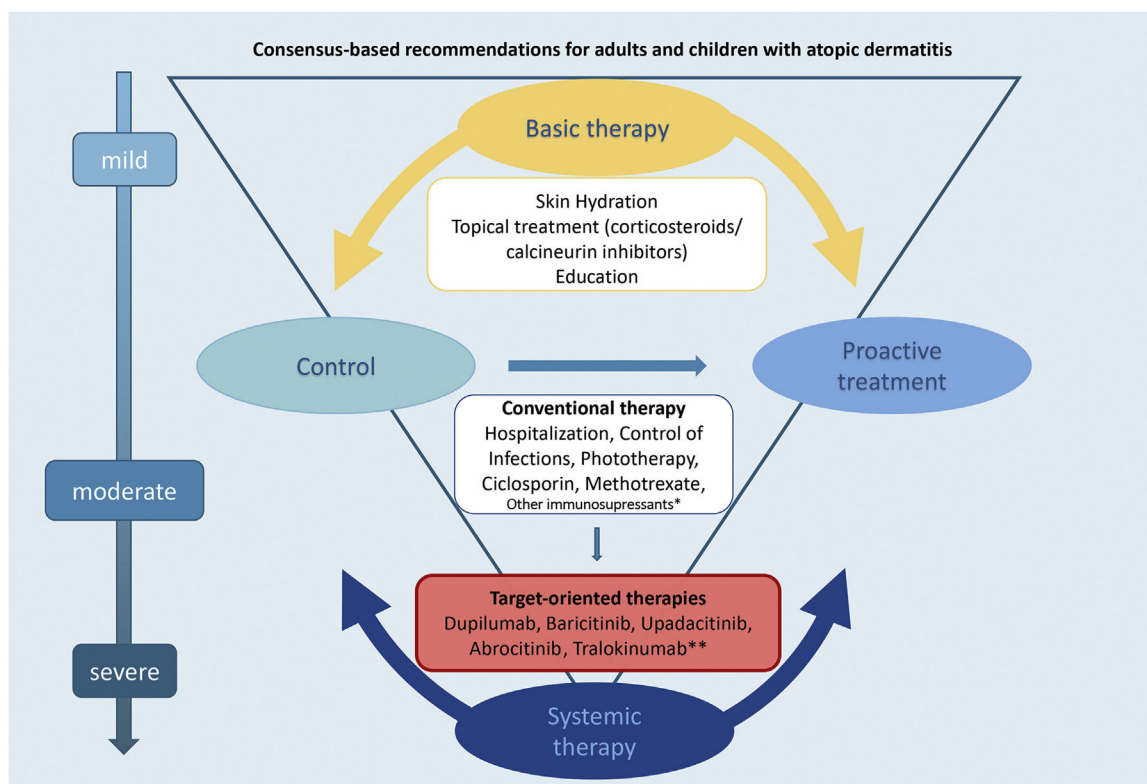 Consensus-based recommendations for adults and children with atopic dermatitis
mild
Basic therapy
Skin Hydration
Topical treatment (corticosteroids/
calcineurin inhibitors)
Education
Control
Proactive
treatment
Conventional therapy
Hospitalization, Control of
Infections, Phototherapy,
Ciclosporin, Methotrexate,
Other immunosupressants*
moderate
Target-oriented therapies
Dupilumab, Baricitinib, Upadacitinib,
Abrocitinib, Tralokinumab**
severe
Systemic
therapy